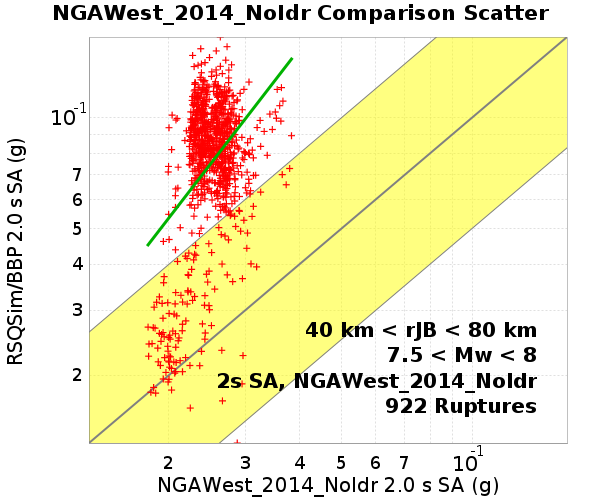 NGAWest_2014_NoIdr Comparison Scatter
RSQSim/BBP 2.0 s SA (g)
10-1
7
6
5
4
3
2
40 km < rJB < 80 km
7.5 < Mw < 8
2s SA, NGAWest_2014_NoIdr
922 Ruptures
2 3 4 5 6 7 10-1
NGAWest_2014_NoIdr 2.0 s SA (g)